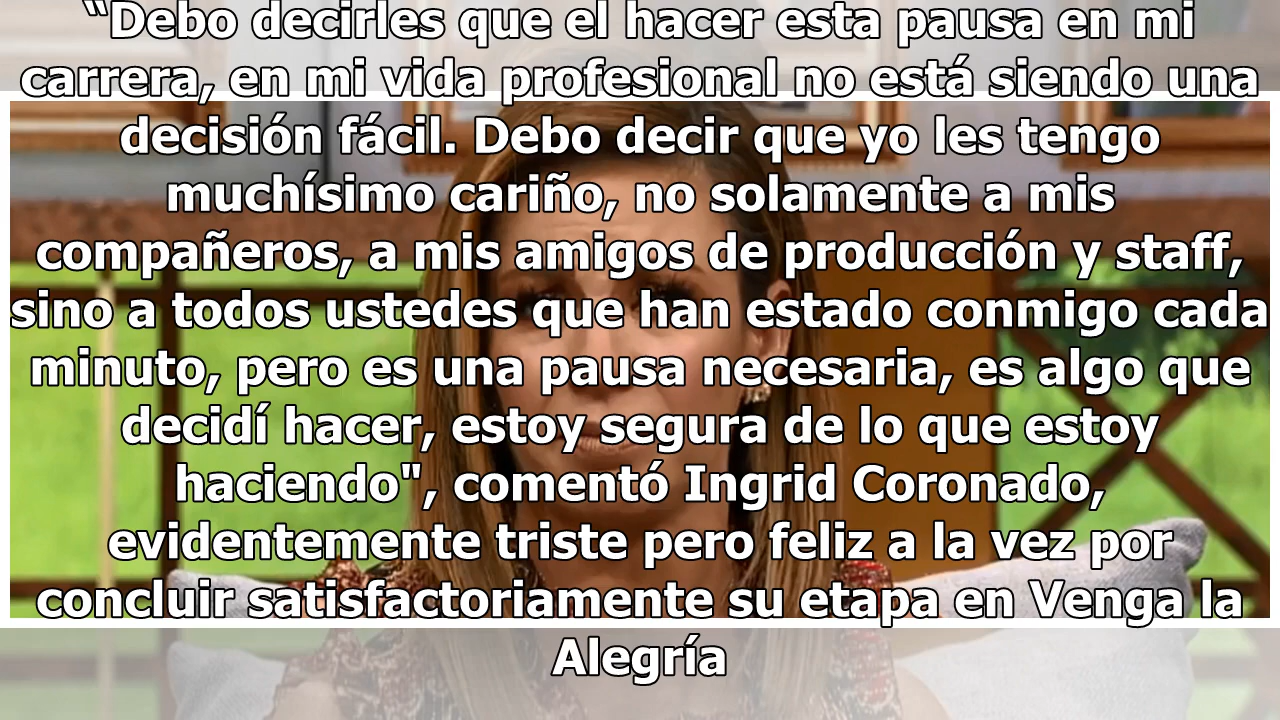 “Debo decirles que el hacer esta pausa en mi
carrera, en mi vida profesional no está siendo una
decisión fácil. Debo decir que yo les tengo
muchísimo cariño, no solamente a mis
compañeros, a mis amigos de producción y staff,
sino a todos ustedes que han estado conmigo cada
minuto, pero es una pausa necesaria, es algo que
decidí hacer, estoy segura de lo que estoy
haciendo", comentó Ingrid Coronado,
evidentemente triste pero feliz a la vez por
concluir satisfactoriamente su etapa en Venga la
Alegría